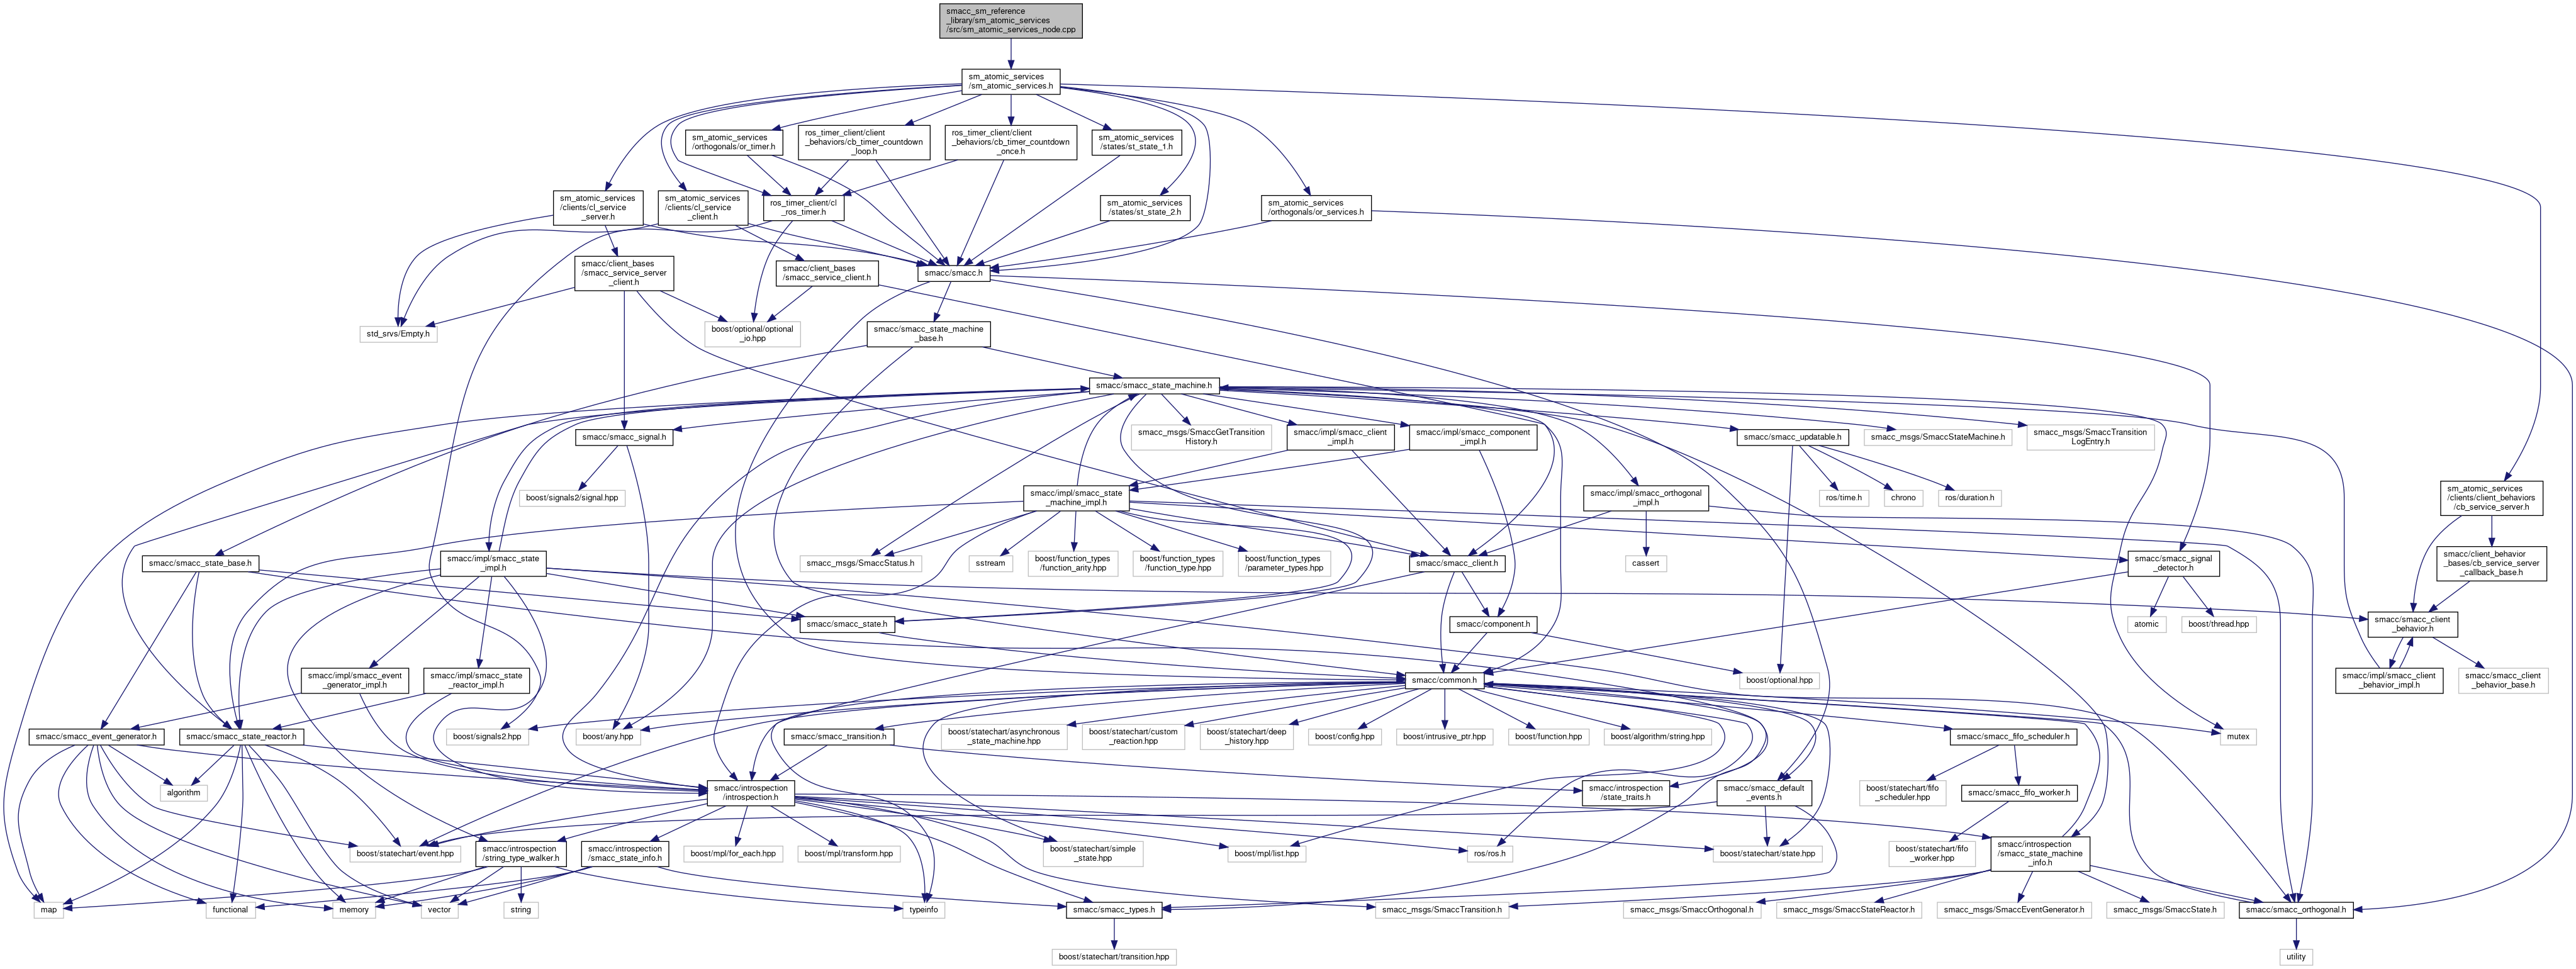 smacc_sm_reference
_library/sm_atomic_services
/src/sm_atomic_services_node.cpp
sm_atomic_services
/sm_atomic_services.h
sm_atomic_services
/orthogonals/or_timer.h
ros_timer_client/client
_behaviors/cb_timer_countdown
_loop.h
ros_timer_client/client
_behaviors/cb_timer_countdown
_once.h
sm_atomic_services
/states/st_state_1.h
sm_atomic_services
/clients/cl_service
_server.h
sm_atomic_services
/clients/cl_service
_client.h
ros_timer_client/cl
_ros_timer.h
sm_atomic_services
/states/st_state_2.h
sm_atomic_services
/orthogonals/or_services.h
smacc/client_bases
/smacc_service_server
_client.h
smacc/client_bases
/smacc_service_client.h
smacc/smacc.h
std_srvs/Empty.h
boost/optional/optional
_io.hpp
smacc/smacc_state_machine
_base.h
smacc/smacc_state_machine.h
smacc/smacc_signal.h
smacc_msgs/SmaccGetTransition
History.h
smacc/impl/smacc_client
_impl.h
smacc/impl/smacc_component
_impl.h
smacc/smacc_updatable.h
smacc_msgs/SmaccStateMachine.h
smacc_msgs/SmaccTransition
LogEntry.h
boost/signals2/signal.hpp
smacc/impl/smacc_state
_machine_impl.h
smacc/impl/smacc_orthogonal
_impl.h
ros/time.h
chrono
ros/duration.h
sm_atomic_services
/clients/client_behaviors
/cb_service_server.h
smacc/smacc_state_base.h
smacc/impl/smacc_state
_impl.h
smacc_msgs/SmaccStatus.h
sstream
boost/function_types
/function_arity.hpp
boost/function_types
/function_type.hpp
boost/function_types
/parameter_types.hpp
smacc/smacc_client.h
cassert
smacc/smacc_signal
_detector.h
smacc/client_behavior
_bases/cb_service_server
_callback_base.h
smacc/smacc_state.h
smacc/component.h
atomic
boost/thread.hpp
smacc/smacc_client
_behavior.h
smacc/impl/smacc_event
_generator_impl.h
smacc/impl/smacc_state
_reactor_impl.h
smacc/common.h
boost/optional.hpp
smacc/impl/smacc_client
_behavior_impl.h
smacc/smacc_client
_behavior_base.h
smacc/smacc_event_generator.h
smacc/smacc_state_reactor.h
boost/signals2.hpp
boost/any.hpp
smacc/smacc_transition.h
boost/statechart/asynchronous
_state_machine.hpp
boost/statechart/custom
_reaction.hpp
boost/statechart/deep
_history.hpp
boost/config.hpp
boost/intrusive_ptr.hpp
boost/function.hpp
boost/algorithm/string.hpp
smacc/smacc_fifo_scheduler.h
mutex
algorithm
smacc/introspection
/introspection.h
smacc/introspection
/state_traits.h
smacc/smacc_default
_events.h
boost/statechart/fifo
_scheduler.hpp
smacc/smacc_fifo_worker.h
boost/statechart/event.hpp
smacc/introspection
/string_type_walker.h
smacc/introspection
/smacc_state_info.h
boost/mpl/for_each.hpp
boost/mpl/transform.hpp
boost/statechart/simple
_state.hpp
boost/mpl/list.hpp
ros/ros.h
boost/statechart/state.hpp
boost/statechart/fifo
_worker.hpp
smacc/introspection
/smacc_state_machine
_info.h
map
functional
memory
vector
string
typeinfo
smacc/smacc_types.h
smacc_msgs/SmaccTransition.h
smacc_msgs/SmaccOrthogonal.h
smacc_msgs/SmaccStateReactor.h
smacc_msgs/SmaccEventGenerator.h
smacc_msgs/SmaccState.h
smacc/smacc_orthogonal.h
boost/statechart/transition.hpp
utility